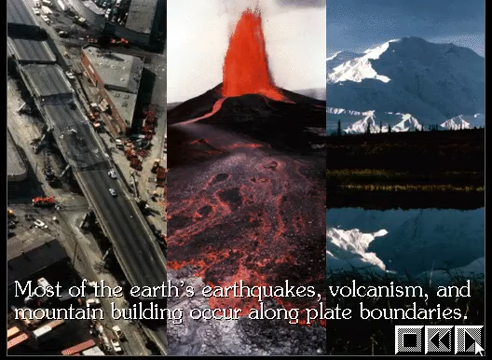 Most of the earth's earthquakes, volcanism, and
mountain building occur along plate boundaries.